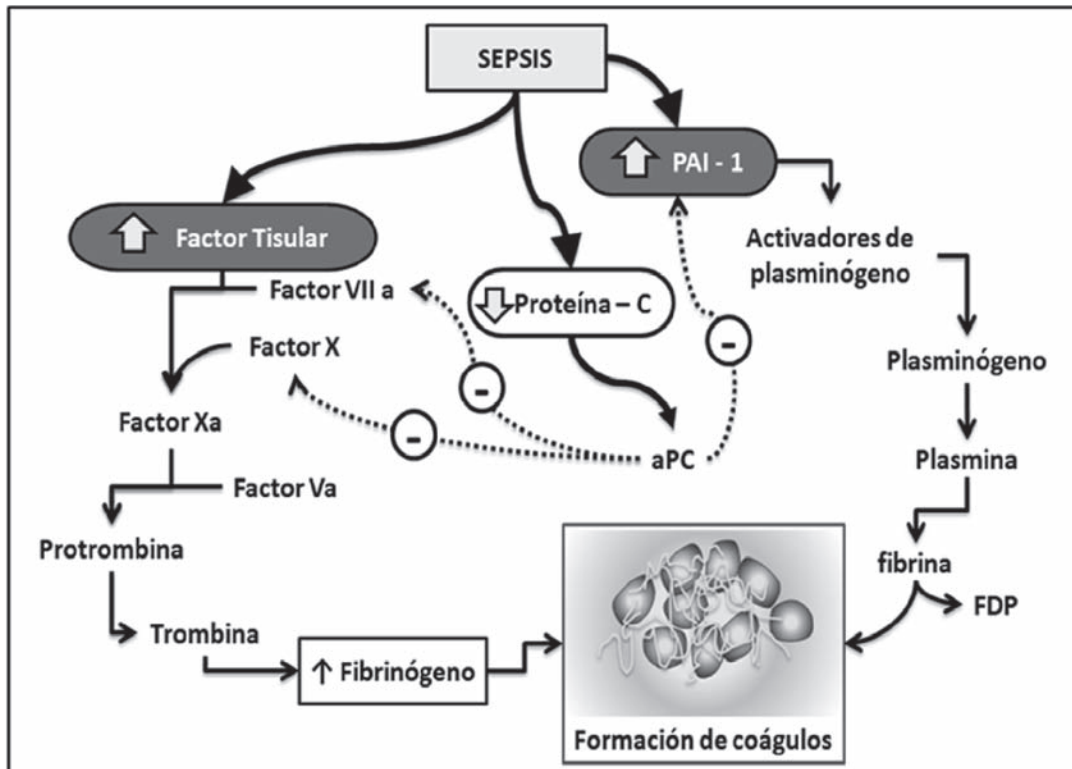 SEPSIS
↑ PAI - 1
↑ Factor Tisular
Activadores de
plasminógeno
Factor VII a
↓ Proteína – C
-
Factor X
-
Plasminógeno
-
Factor Xa
aPC
Plasmina
Factor Va
Protrombina
fibrina
FDP
Trombina
↑ Fibrinógeno
Formación de coágulos